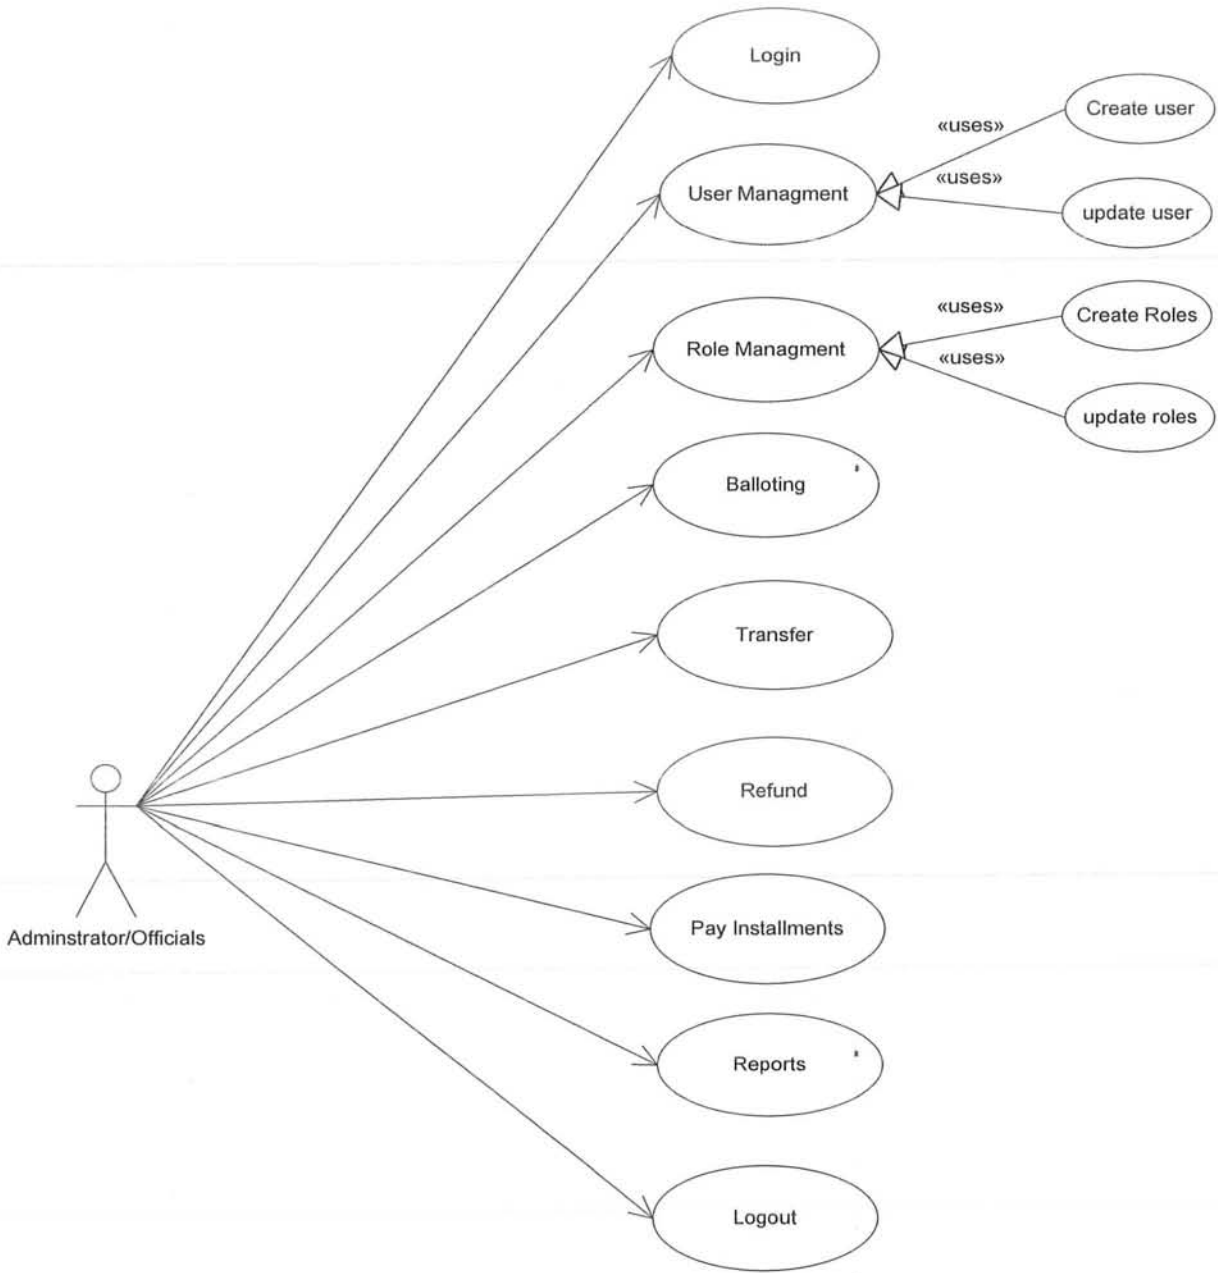 Login
Create user
«uses»
User Managment
«uses»
update user
«uses»
Create Roles
Role Managment
«uses»
update roles
Balloting
Transfer
Refund
Adminstrator/Officials
Pay Installments
Reports
Logout